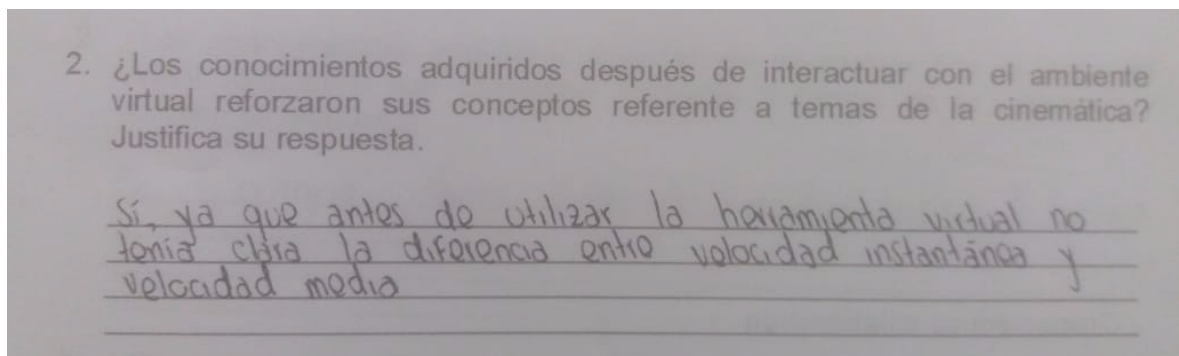 2. ¿Los conocimientos adquiridos después de interactuar con el ambiente
virtual reforzaron sus conceptos referente a temas de la cinemática?
Justifica su respuesta.
Sí, ya que antes de utilizar la herramienta virtual no
tenia clara la diferencia entre velocidad instantánea y
velocidad media